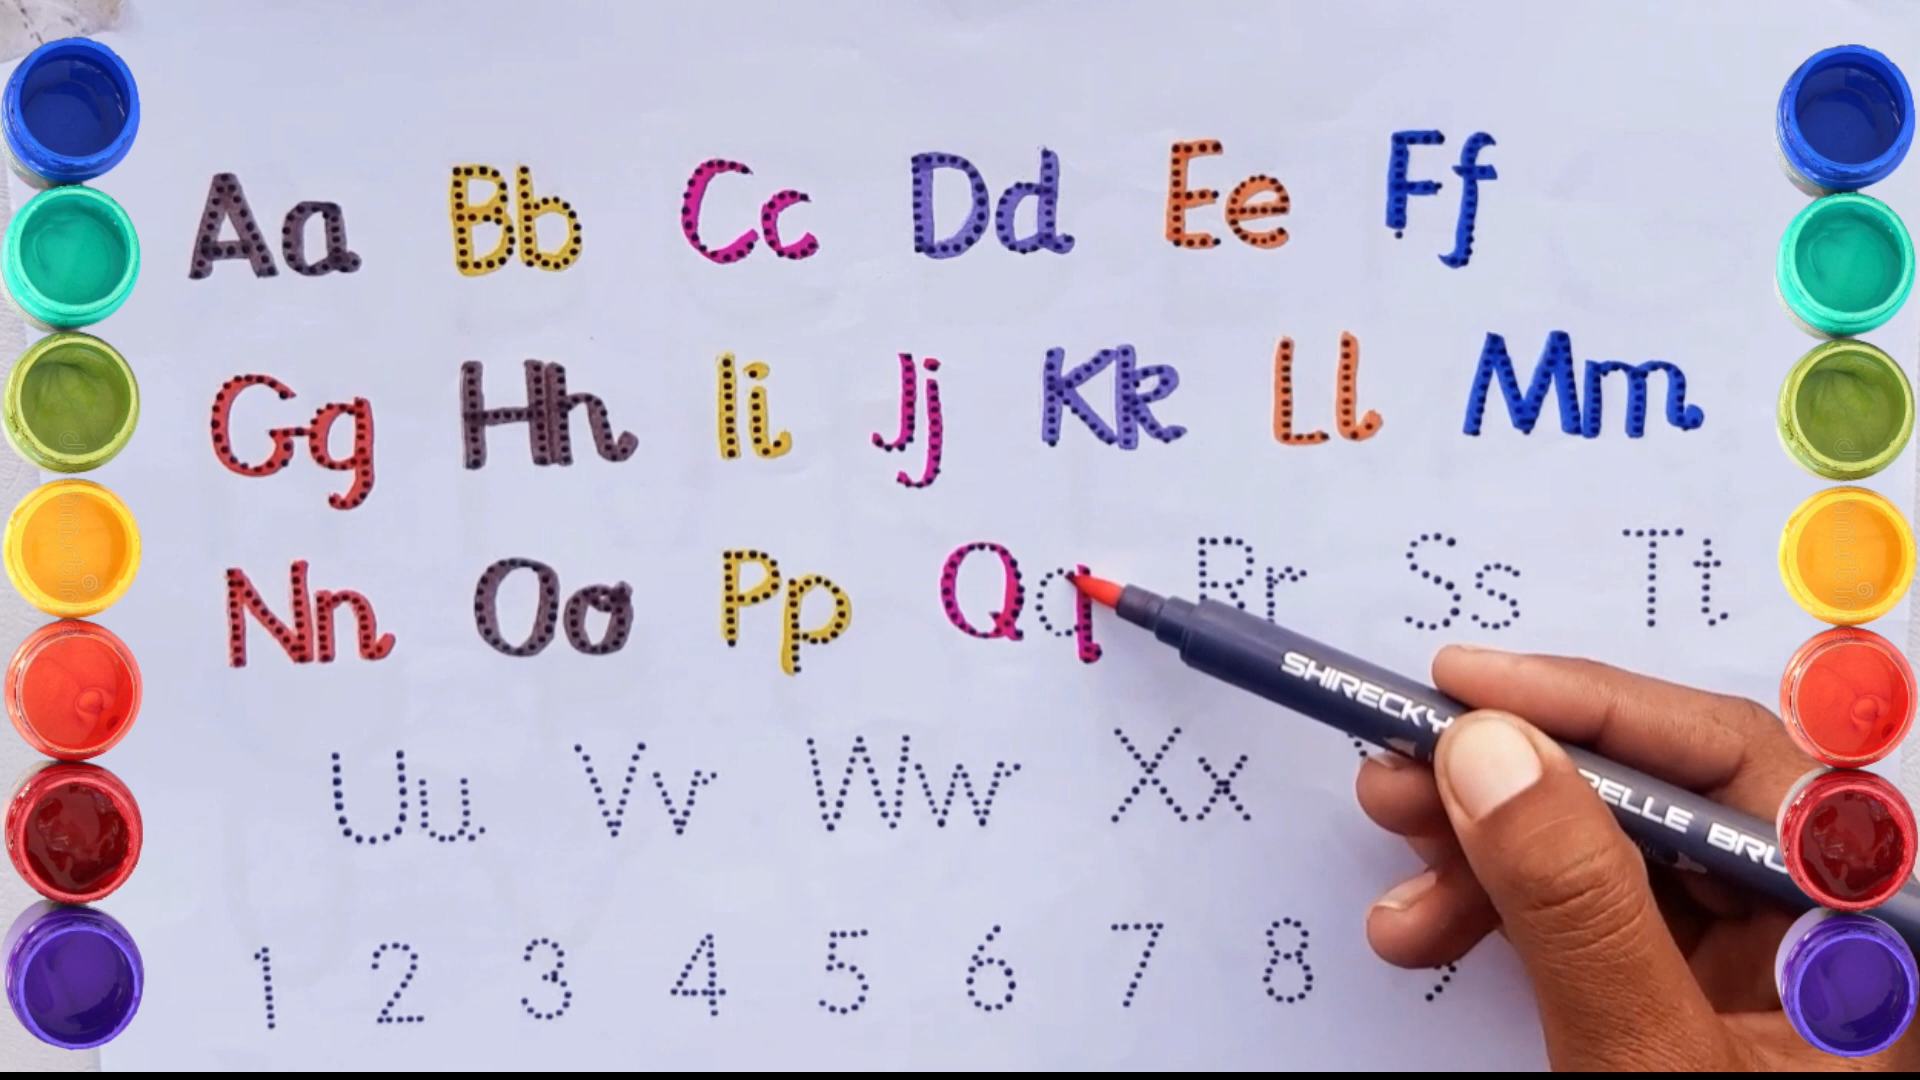 Aa Bb Cc Dd Ee Ff
Gg Hh Ii Jj Kk Ll Mm
Nn Oo Pp Qq Rr Ss Tt
Uu Vv Ww Xx
1 2 3 4 5 6 7 8 9
SHIRECKY